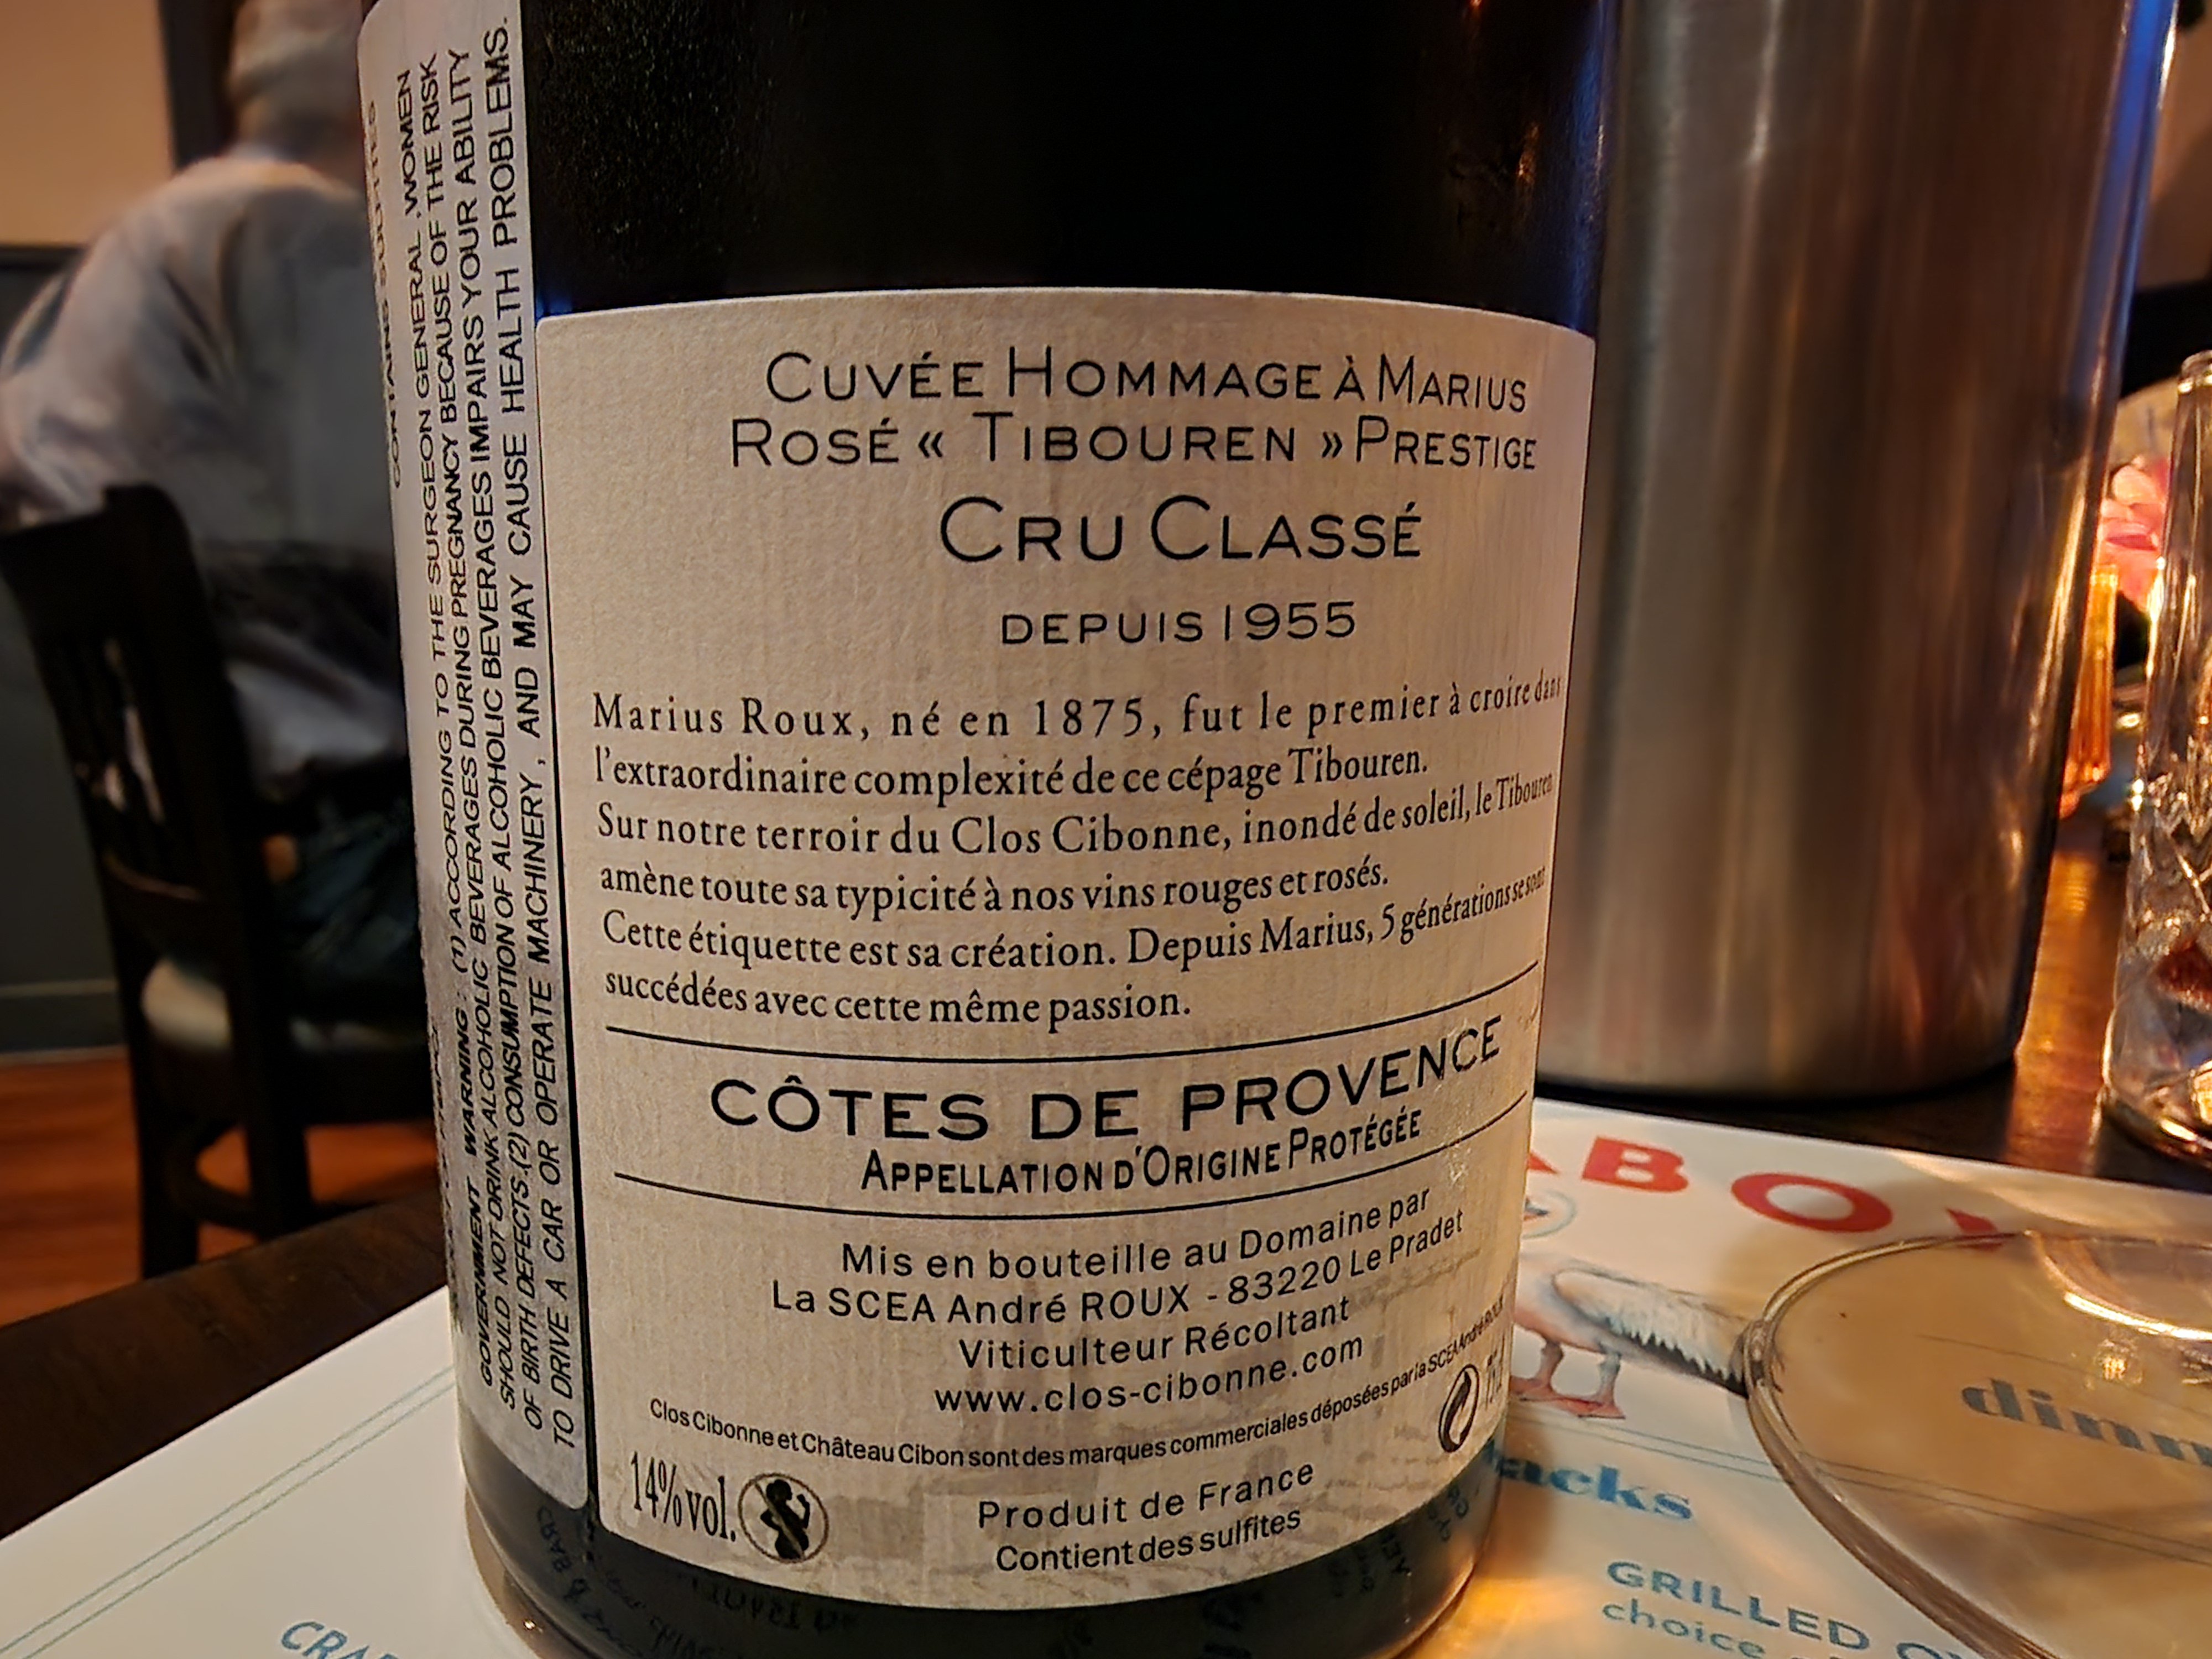 CONTAINS SULFITES
GOVERNMENT WARNING : (1) ACCORDING TO THE SURGEON GENERAL, WOMEN
SHOULD NOT DRINK ALCOHOLIC BEVERAGES DURING PREGNANCY BECAUSE OF THE RISK
OF BIRTH DEFECTS.(2) CONSUMPTION OF ALCOHOLIC BEVERAGES IMPAIRS YOUR ABILITY
TO DRIVE A CAR OR OPERATE MACHINERY, AND MAY CAUSE HEALTH PROBLEMS.
CUVÉE HOMMAGE À MARIUS
ROSÉ « TIBOUREN » PRESTIGE
CRU CLASSÉ
DEPUIS 1955
Marius Roux, né en 1875, fut le premier à croire dans
l'extraordinaire complexité de ce cépage Tibouren.
Sur notre terroir du Clos Cibonne, inondé de soleil, le Tibouren
amène toute sa typicité à nos vins rouges et rosés.
Cette étiquette est sa création. Depuis Marius, 5 générations se sont
succédées avec cette même passion.
CÔTES DE PROVENCE
APPELLATION D'ORIGINE PROTÉGÉE
Mis en bouteille au Domaine par
La SCEA André ROUX - 83220 Le Pradet
Viticulteur Récoltant
www.clos-cibonne.com
Clos Cibonne et Château Cibon sont des marques commerciales déposées par la SCEA André ROUX
14%vol.
Produit de France
Contient des sulfites
GRILLED
choice